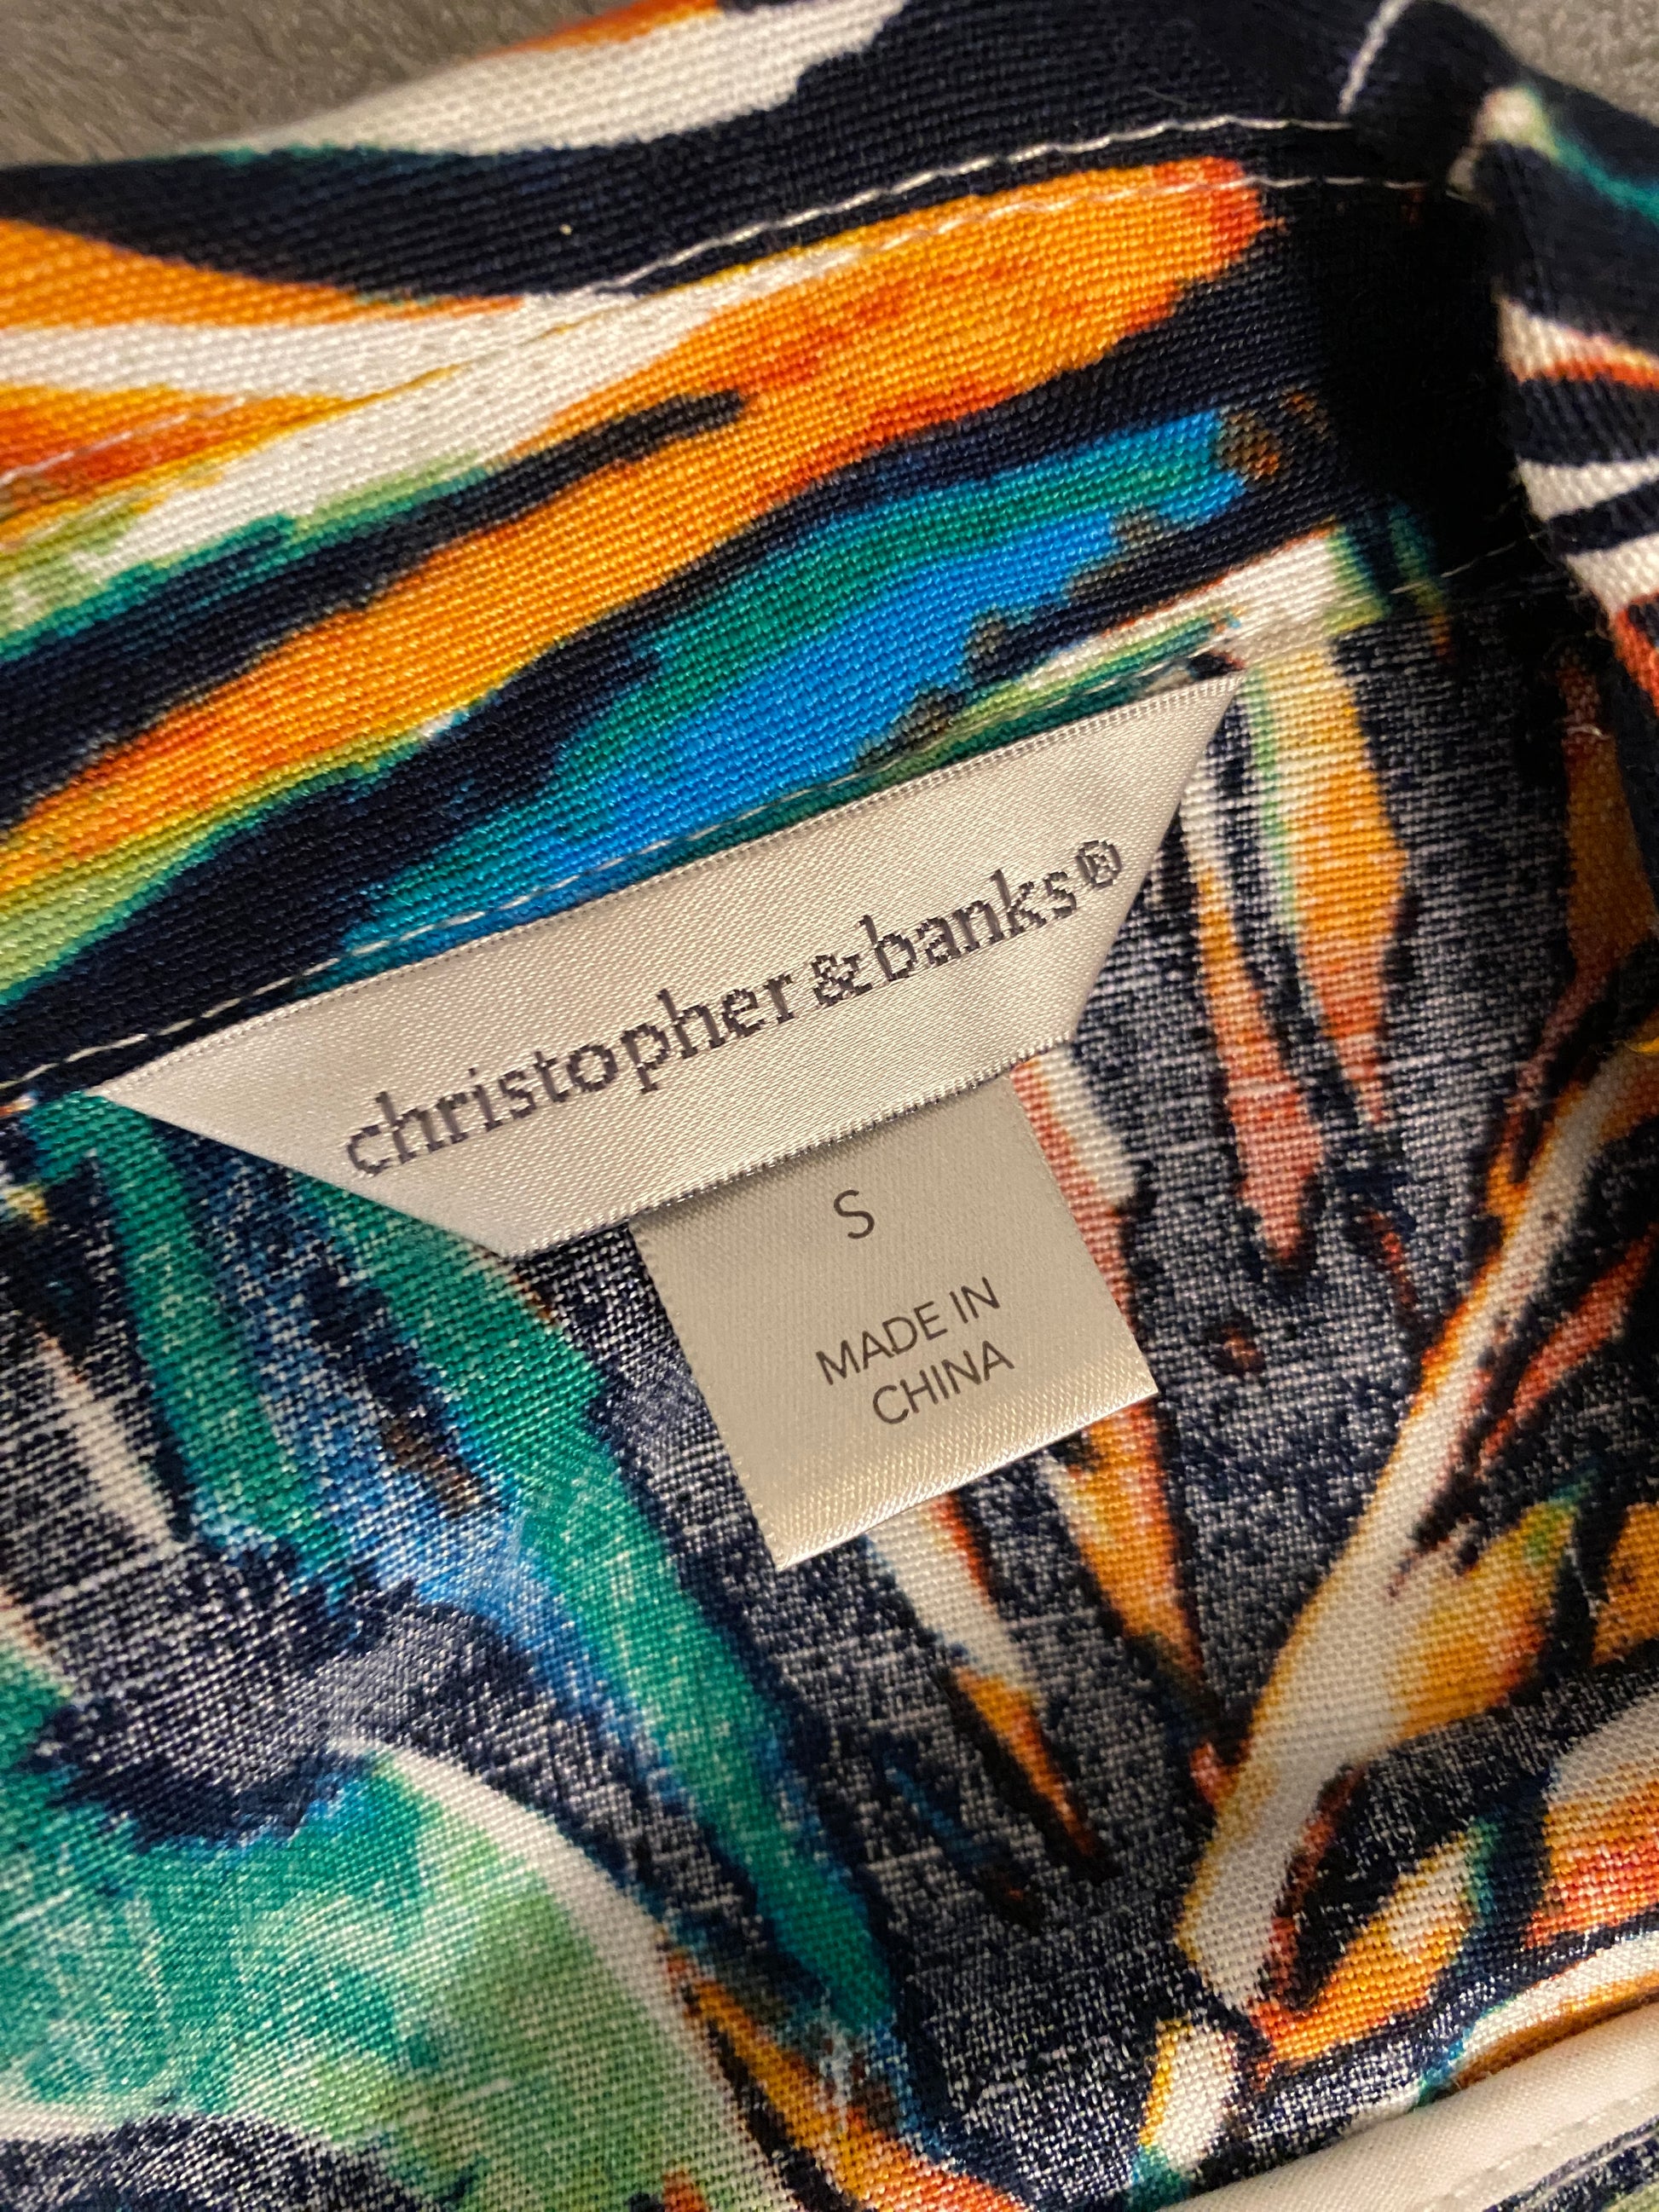 christopher & banks®
S
MADE IN
CHINA